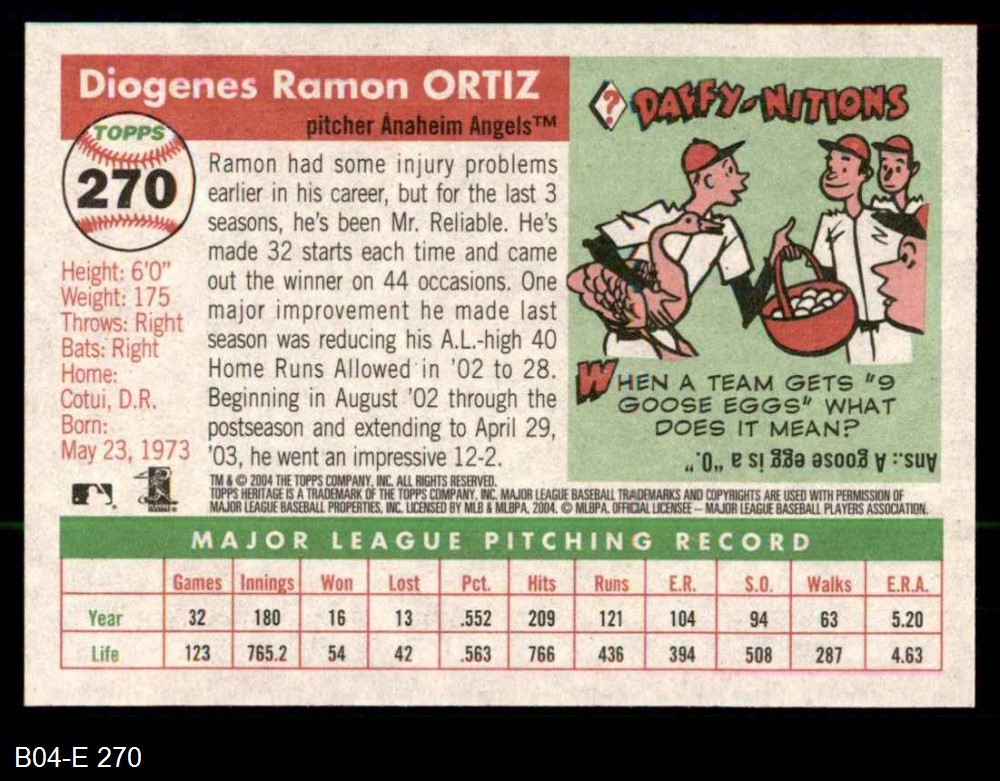 Diogenes Ramon ORTIZ
pitcher Anaheim Angels™
TOPPS
270
Height: 6'0"
Weight: 175
Throws: Right
Bats: Right
Home:
Cotui, D.R.
Born:
May 23, 1973
Ramon had some injury problems
earlier in his career, but for the last 3
seasons, he's been Mr. Reliable. He's
made 32 starts each time and came
out the winner on 44 occasions. One
major improvement he made last
season was reducing his A.L.-high 40
Home Runs Allowed in '02 to 28.
Beginning in August '02 through the
postseason and extending to April 29,
'03, he went an impressive 12-2.
? DAFFY-NITIONS
WHEN A TEAM GETS "9
GOOSE EGGS" WHAT
DOES IT MEAN?
Ans.: A goose egg is a "0".
TM & © 2004 THE TOPPS COMPANY, INC. ALL RIGHTS RESERVED.
TOPPS HERITAGE IS A TRADEMARK OF THE TOPPS COMPANY, INC. MAJOR LEAGUE BASEBALL TRADEMARKS AND COPYRIGHTS ARE USED WITH PERMISSION OF
MAJOR LEAGUE BASEBALL PROPERTIES, INC. LICENSED BY MLB & MLBPA, 2004. © MLBPA. OFFICIAL LICENSEE – MAJOR LEAGUE BASEBALL PLAYERS ASSOCIATION.
MAJOR LEAGUE PITCHING RECORD
Games Innings Won Lost Pct. Hits Runs E.R. S.O. Walks E.R.A.
Year 32 180 16 13 .552 209 121 104 94 63 5.20
Life 123 765.2 54 42 .563 766 436 394 508 287 4.63
B04-E 270